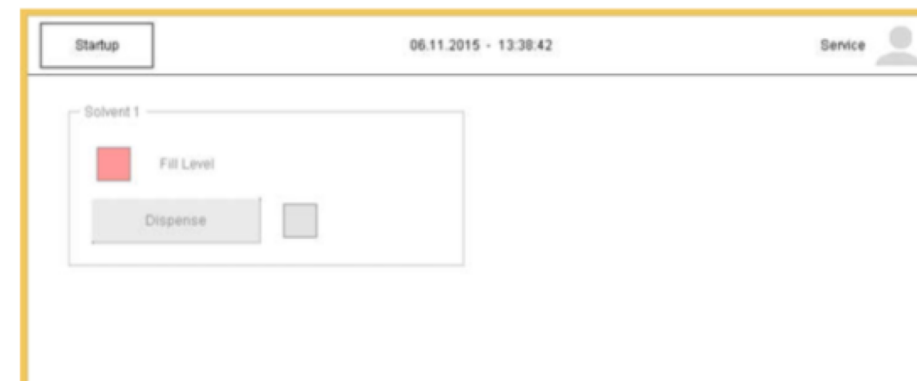 Startup
06.11.2015 - 13:38:42
Service
Solvent 1
Fill Level
Dispense